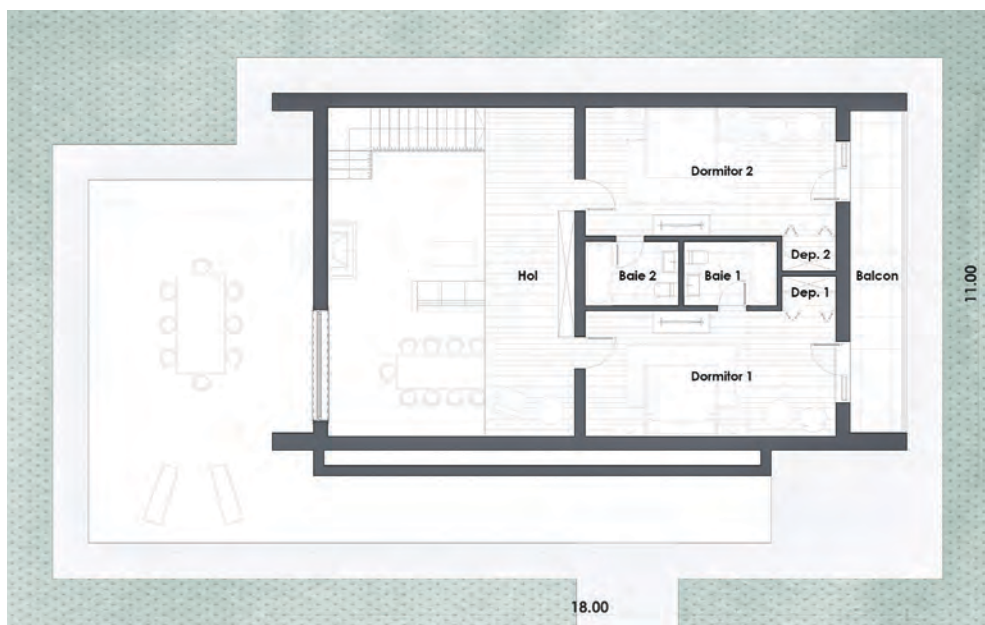 Dormitor 2
Dep. 2
Hol
Baie 2
Baie 1
Balcon
Dep. 1
Dormitor 1
11.00
18.00